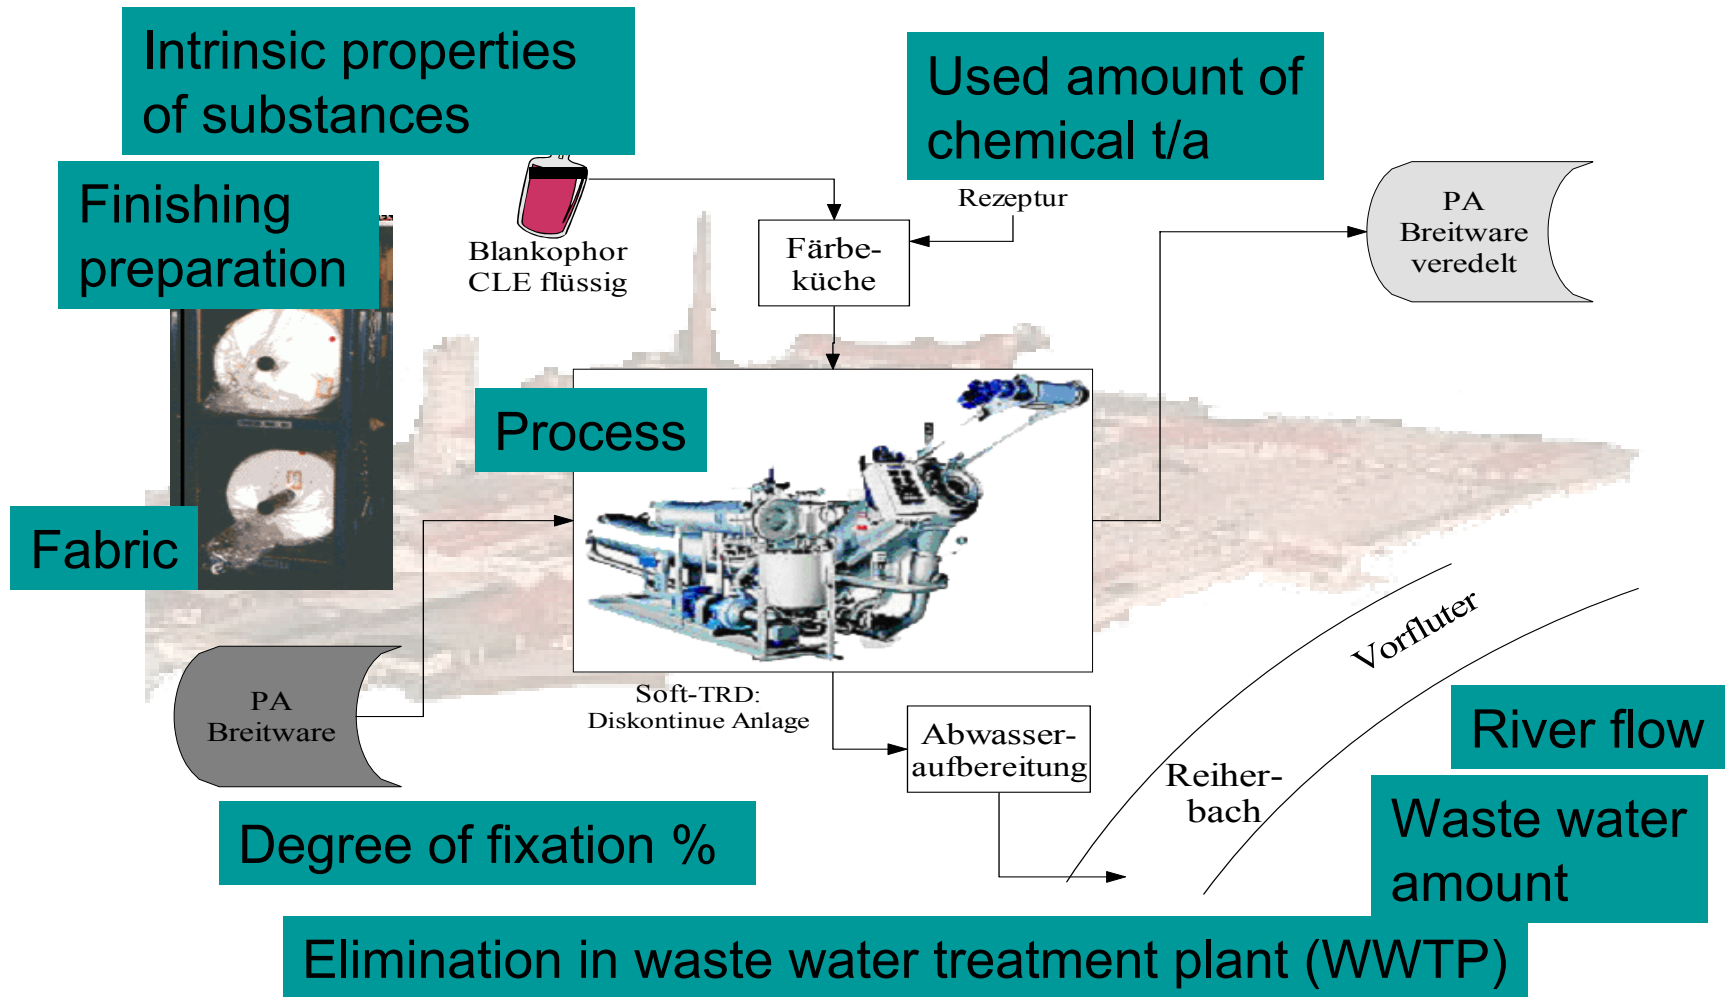 Intrinsic properties
of substances
Used amount of
chemical t/a
Finishing
preparation
Rezeptur
Blankophor
CLE flüssig
Färbe-
küche
PA
Breitware
veredelt
Process
Fabric
PA
Breitware
Soft-TRD:
Diskontinue Anlage
Abwasser-
aufbereitung
Vorfluter
Reiher-
bach
River flow
Waste water
amount
Degree of fixation %
Elimination in waste water treatment plant (WWTP)